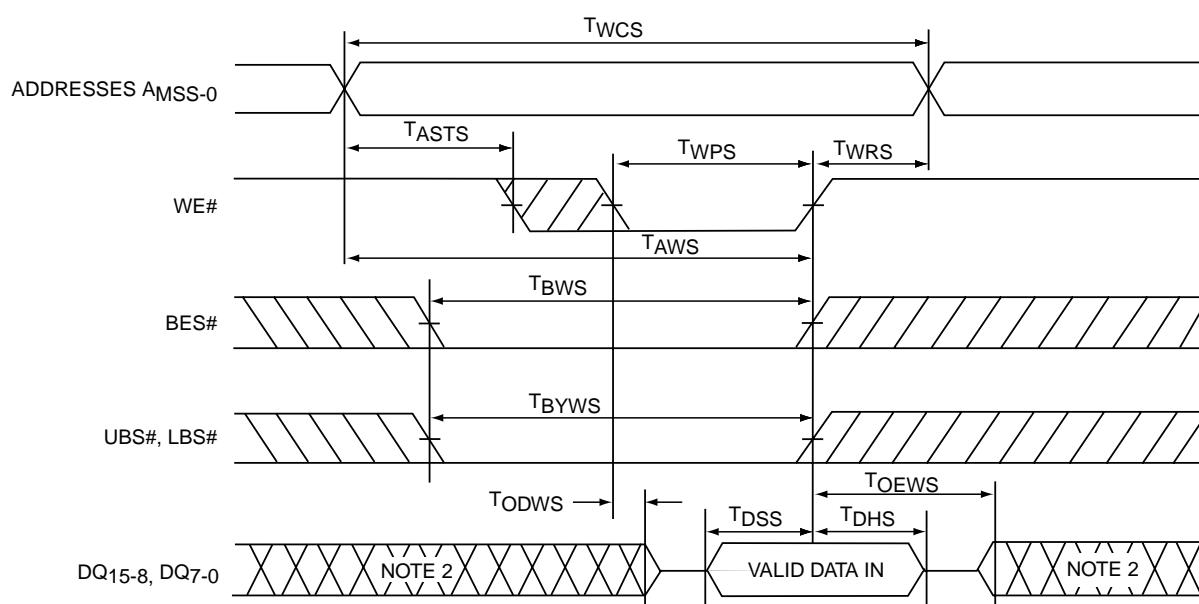 TWCS
ADDRESSES AMSS-0
TASTS
TWPS
TWRS
WE#
TAWS
TBWS
BES#
TBYWS
UBS#, LBS#
TODWS
TOEWS
TDSS
TDHS
DQ15-8, DQ7-0
NOTE 2
VALID DATA IN
NOTE 2